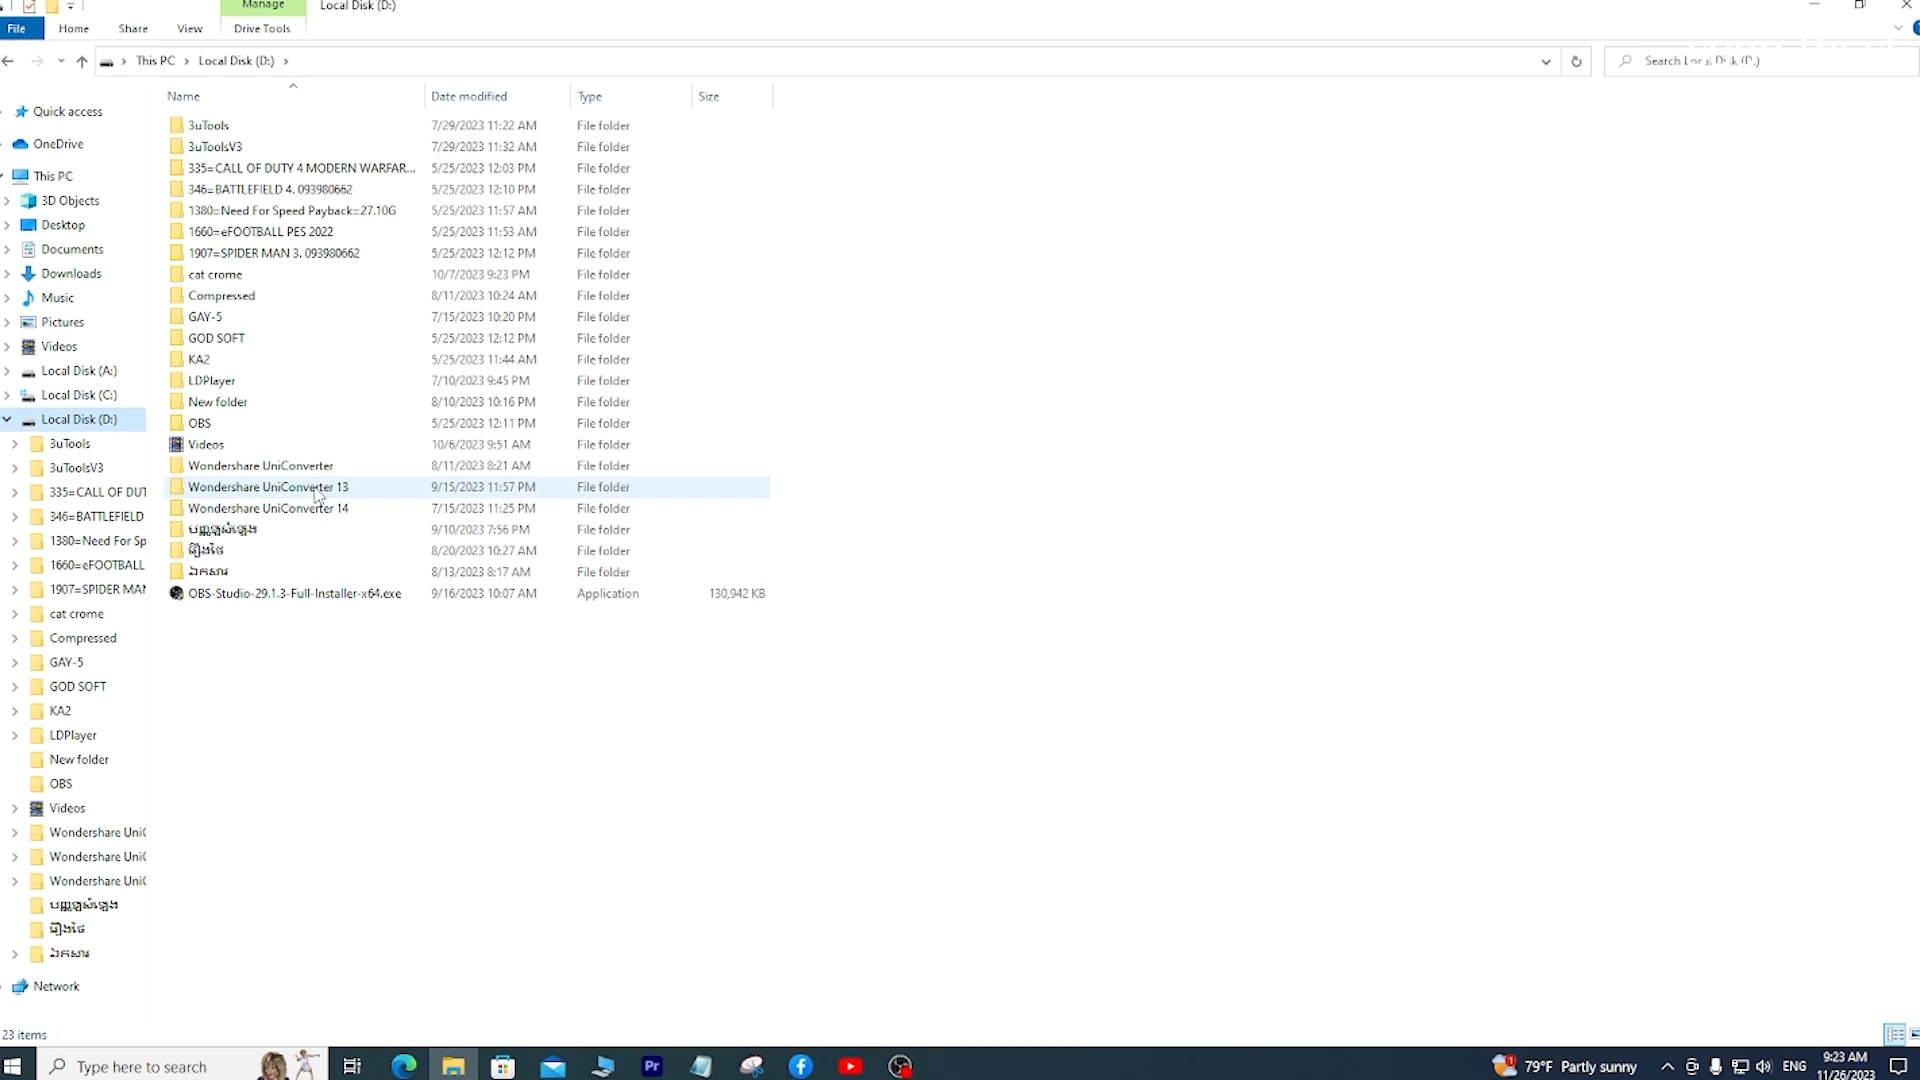 Manage
Local Disk (D:)
File
Home
Share
View
Drive Tools
This PC
Local Disk (D:)
Search Local Disk (D:)
Name
Date modified
Type
Size
3uTools 7/29/2023 11:22 AM File folder
3uToolsV3 7/29/2023 11:32 AM File folder
335=CALL OF DUTY 4 MODERN WARFAR... 5/25/2023 12:03 PM File folder
346=BATTLEFIELD 4. 093980662 5/25/2023 12:10 PM File folder
1380=Need For Speed Payback=27.10G 5/25/2023 11:57 AM File folder
1660=eFOOTBALL PES 2022 5/25/2023 11:53 AM File folder
1907=SPIDER MAN 3. 093980662 5/25/2023 12:12 PM File folder
cat crome 10/7/2023 9:23 PM File folder
Compressed 8/11/2023 10:24 AM File folder
GAY-5 7/15/2023 10:20 PM File folder
GOD SOFT 5/25/2023 12:12 PM File folder
KA2 5/25/2023 11:44 AM File folder
LDPlayer 7/10/2023 9:45 PM File folder
New folder 8/10/2023 10:16 PM File folder
OBS 5/25/2023 12:11 PM File folder
Videos 10/6/2023 9:51 AM File folder
Wondershare UniConverter 8/11/2023 8:21 AM File folder
Wondershare UniConverter 13 9/15/2023 11:57 PM File folder
Wondershare UniConverter 14 7/15/2023 11:25 PM File folder
9/10/2023 7:56 PM File folder
8/20/2023 10:27 AM File folder
ឯកសារ 8/13/2023 8:17 AM File folder
OBS-Studio-29.1.3-Full-Installer-x64.exe 9/16/2023 10:07 AM Application 130,942 KB
Quick access
OneDrive
This PC
3D Objects
Desktop
Documents
Downloads
Music
Pictures
Videos
Local Disk (A:)
Local Disk (C:)
Local Disk (D:)
3uTools
3uToolsV3
335=CALL OF DUT
346=BATTLEFIELD
1380=Need For Sp
1660=eFOOTBALL
1907=SPIDER MAN
cat crome
Compressed
GAY-5
GOD SOFT
KA2
LDPlayer
New folder
OBS
Videos
Wondershare UniC
Wondershare UniC
Wondershare UniC
ឯកសារ
Network
23 items
Type here to search
Pr
1
79°F Partly sunny
ENG
9:23 AM
11/26/2023